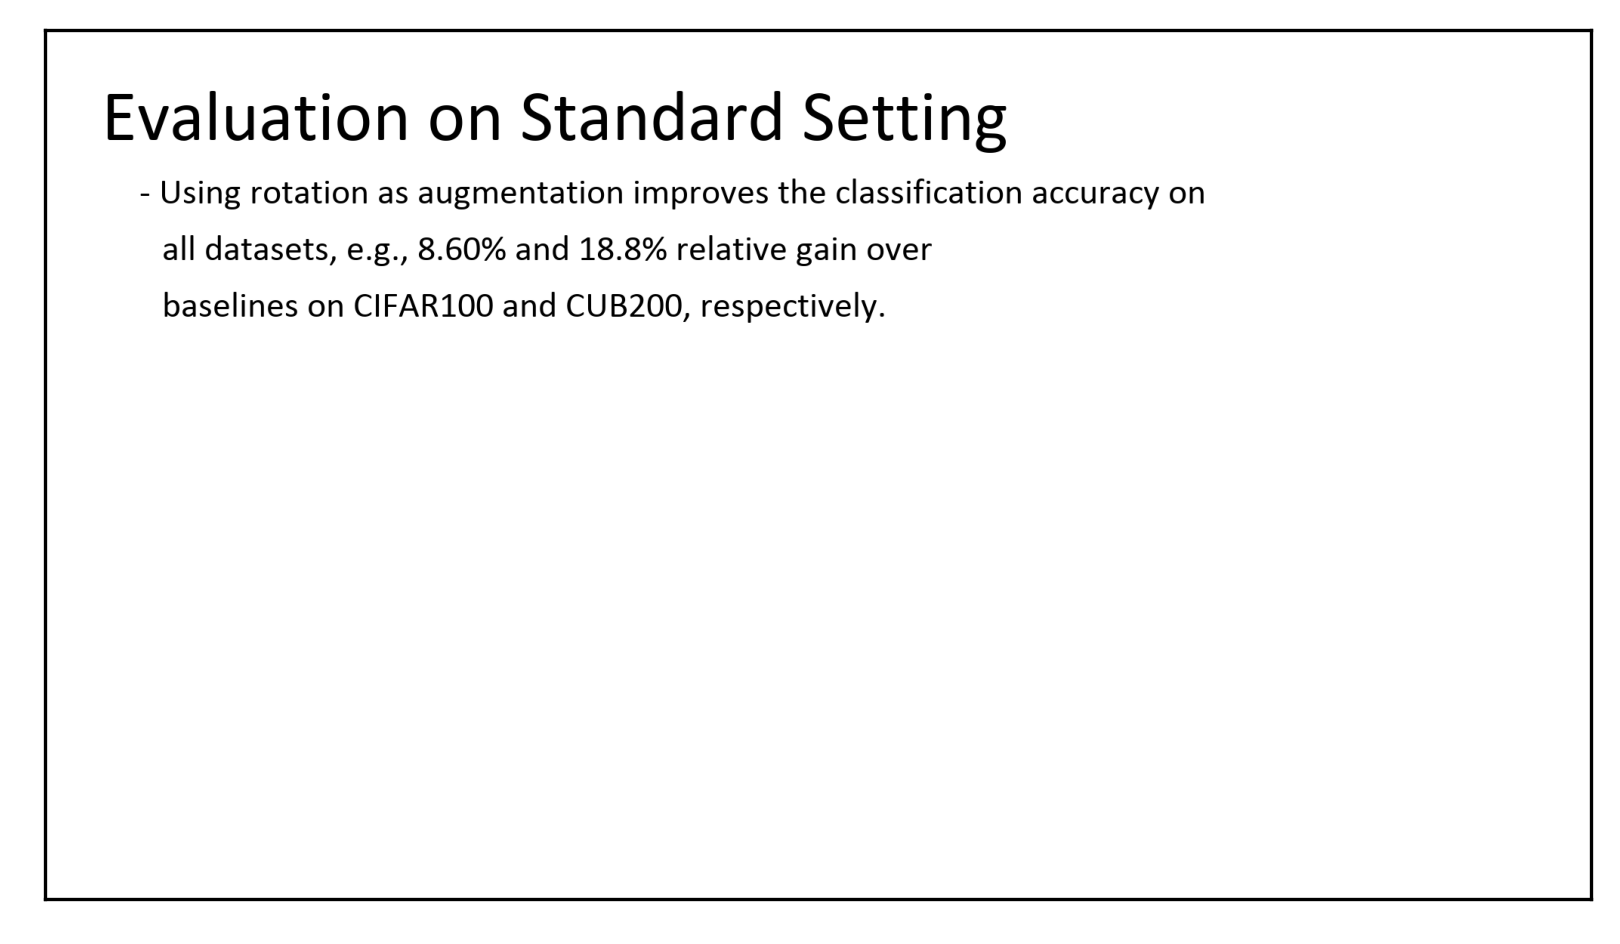 Evaluation on Standard Setting
- Using rotation as augmentation improves the classification accuracy on
all datasets, e.g., 8.60% and 18.8% relative gain over
baselines on CIFAR100 and CUB200, respectively.